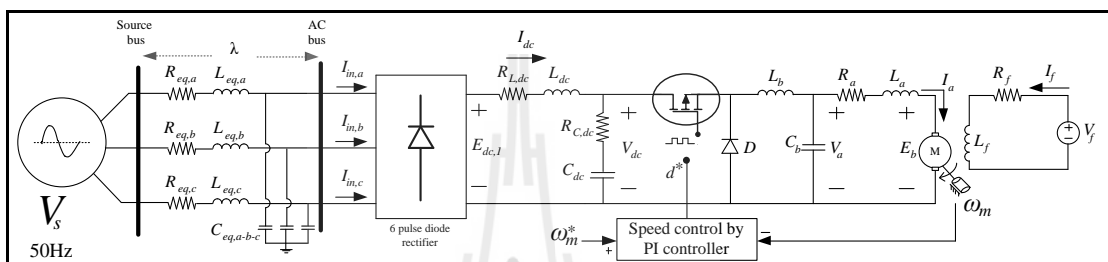 Source bus
λ
AC bus
R_eq,a
L_eq,a
I_in,a
R_eq,b
L_eq,b
I_in,b
R_eq,c
L_eq,c
I_in,c
C_eq,a-b-c
V_s
50Hz
6 pulse diode rectifier
+
E_dc,1
−
I_dc
R_L,dc
L_dc
R_C,dc
C_dc
+
V_dc
−
d*
D
L_b
C_b
+
V_a
−
R_a
L_a
I_a
E_b
M
ω_m
R_f
I_f
L_f
+
−
V_f
ω_m*
+
Speed control by PI controller
−